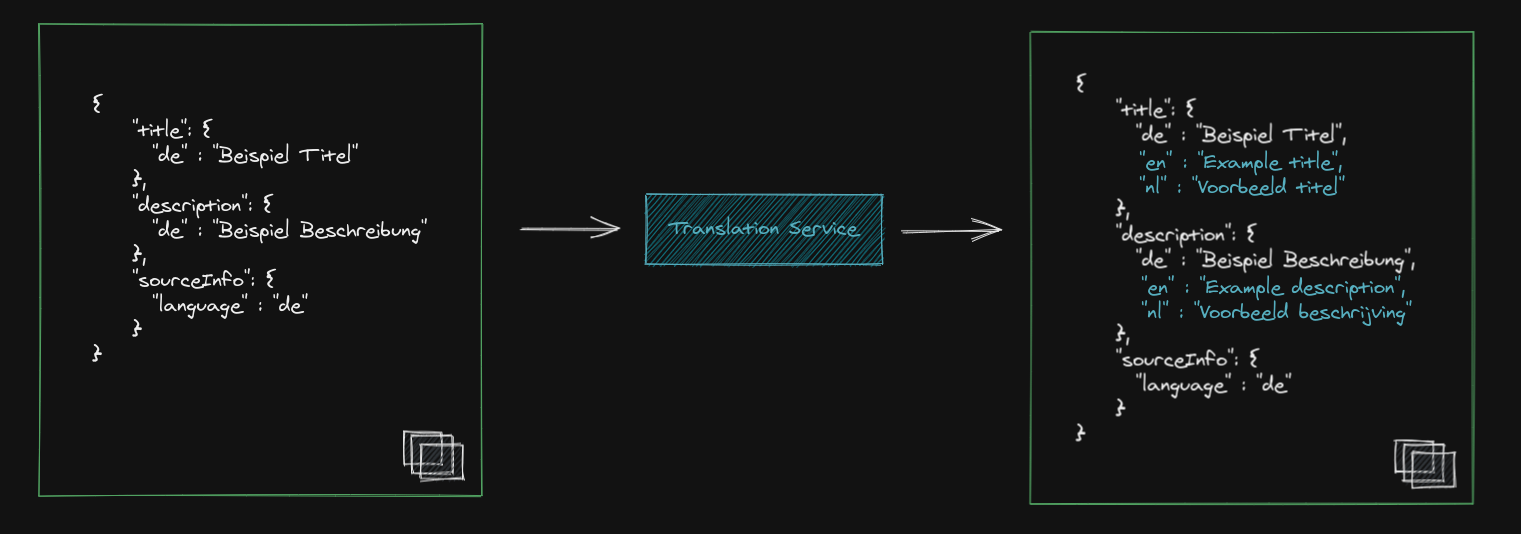 {
"title": {
"de" : "Beispiel Titel"
},
"description": {
"de" : "Beispiel Beschreibung"
},
"sourceInfo": {
"language" : "de"
}
}
Translation Service
{
"title": {
"de" : "Beispiel Titel",
"en" : "Example title",
"nl" : "Voorbeeld titel"
},
"description": {
"de" : "Beispiel Beschreibung",
"en" : "Example description",
"nl" : "Voorbeeld beschrijving"
},
"sourceInfo": {
"language" : "de"
}
}